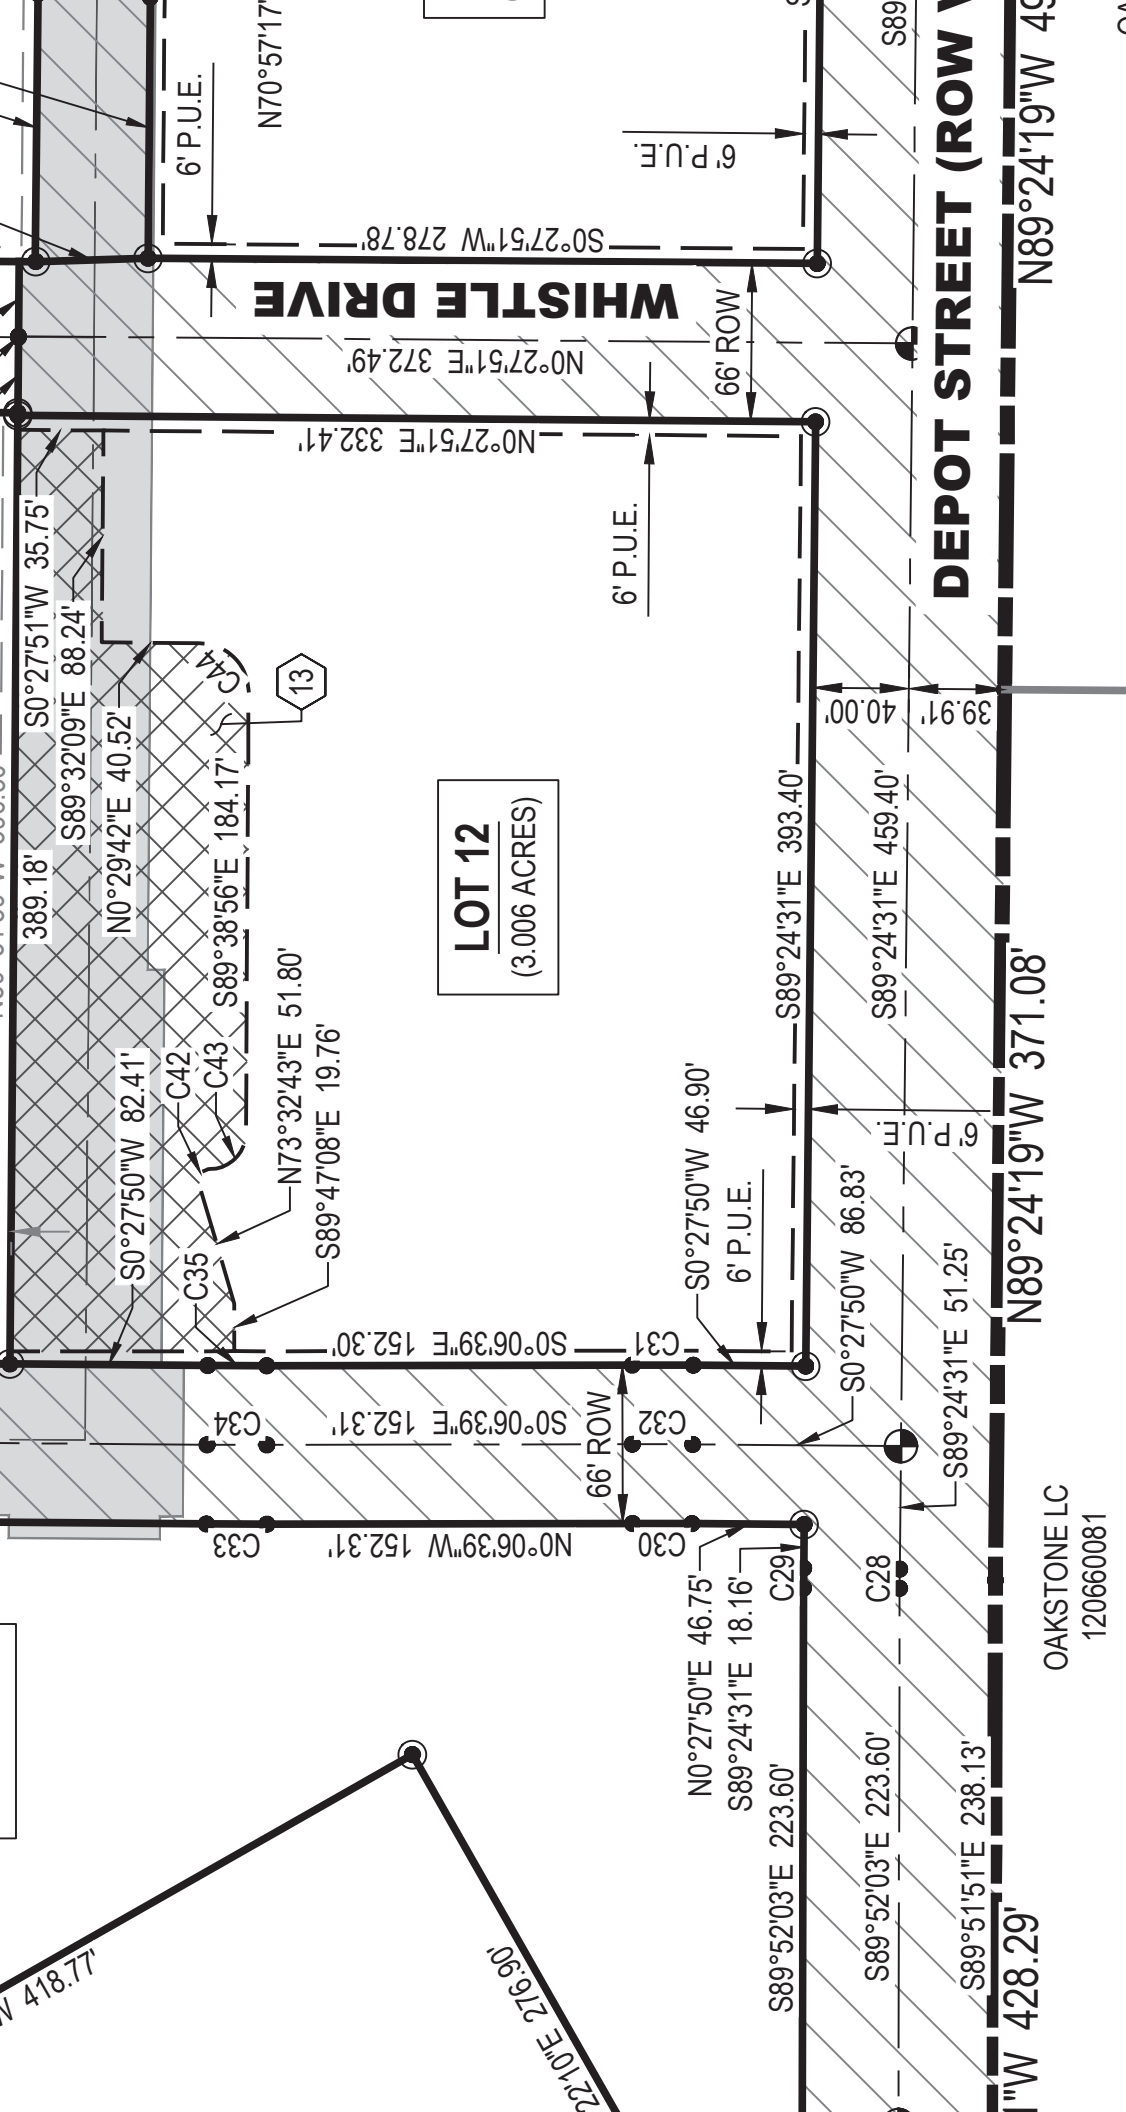 N70°57'17"
6' P.U.E.
6' P.U.E.
S89
DEPOT STREET (ROW
N89°24'19"W 49
S0°27'51"W 278.78'
WHISTLE DRIVE
N0°27'51"E 372.49'
66' ROW
N0°27'51"E 332.41'
6' P.U.E.
S0°27'51"W 35.75'
S89°32'09"E 88.24'
N0°29'42"E 40.52'
389.18'
C44
13
S89°38'56"E 184.17'
LOT 12
(3.006 ACRES)
40.00'
39.91'
S89°24'31"E 393.40'
S89°24'31"E 459.40'
N89°24'19"W 371.08'
S0°27'50"W 82.41'
C42
C43
N73°32'43"E 51.80'
S89°47'08"E 19.76'
C35
S0°27'50"W 46.90'
6' P.U.E.
6' P.U.E.
S0°27'50"W 86.83'
S89°24'31"E 51.25'
S0°06'39"E 152.30'
C31
C34
S0°06'39"E 152.31'
66' ROW
C32
C33
N0°06'39"W 152.31'
C30
N0°27'50"E 46.75'
S89°24'31"E 18.16'
C29
C28
OAKSTONE LC
120660081
S89°52'03"E 223.60'
S89°52'03"E 223.60'
S89°51'51"E 238.13'
1"W 428.29'
W 418.77'
22'10"E 276.90'